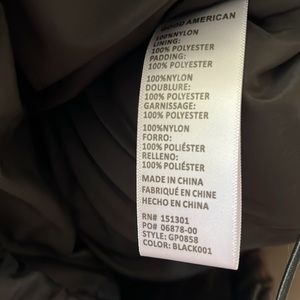 GOOD AMERICAN
100%NYLON
LINING:
100% POLYESTER
PADDING:
100% POLYESTER
100%NYLON
DOUBLURE:
100% POLYESTER
GARNISSAGE:
100% POLYESTER
100%NYLON
FORRO:
100% POLIÉSTER
RELLENO:
100% POLIÉSTER
MADE IN CHINA
FABRIQUÉ EN CHINE
HECHO EN CHINA
RN# 151301
PO# 06878-00
STYLE: GP0858
COLOR: BLACK001